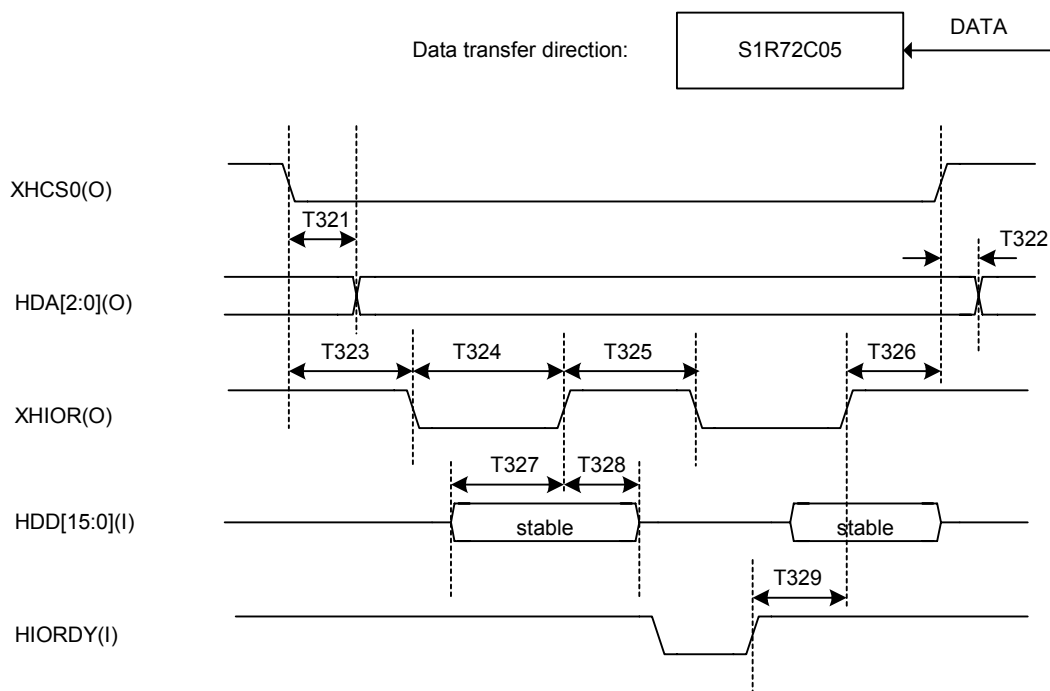 DATA
Data transfer direction:
S1R72C05
XHCS0(O)
T321
T322
HDA[2:0](O)
T323
T324
T325
T326
XHIOR(O)
T327
T328
HDD[15:0](I)
stable
stable
T329
HIORDY(I)